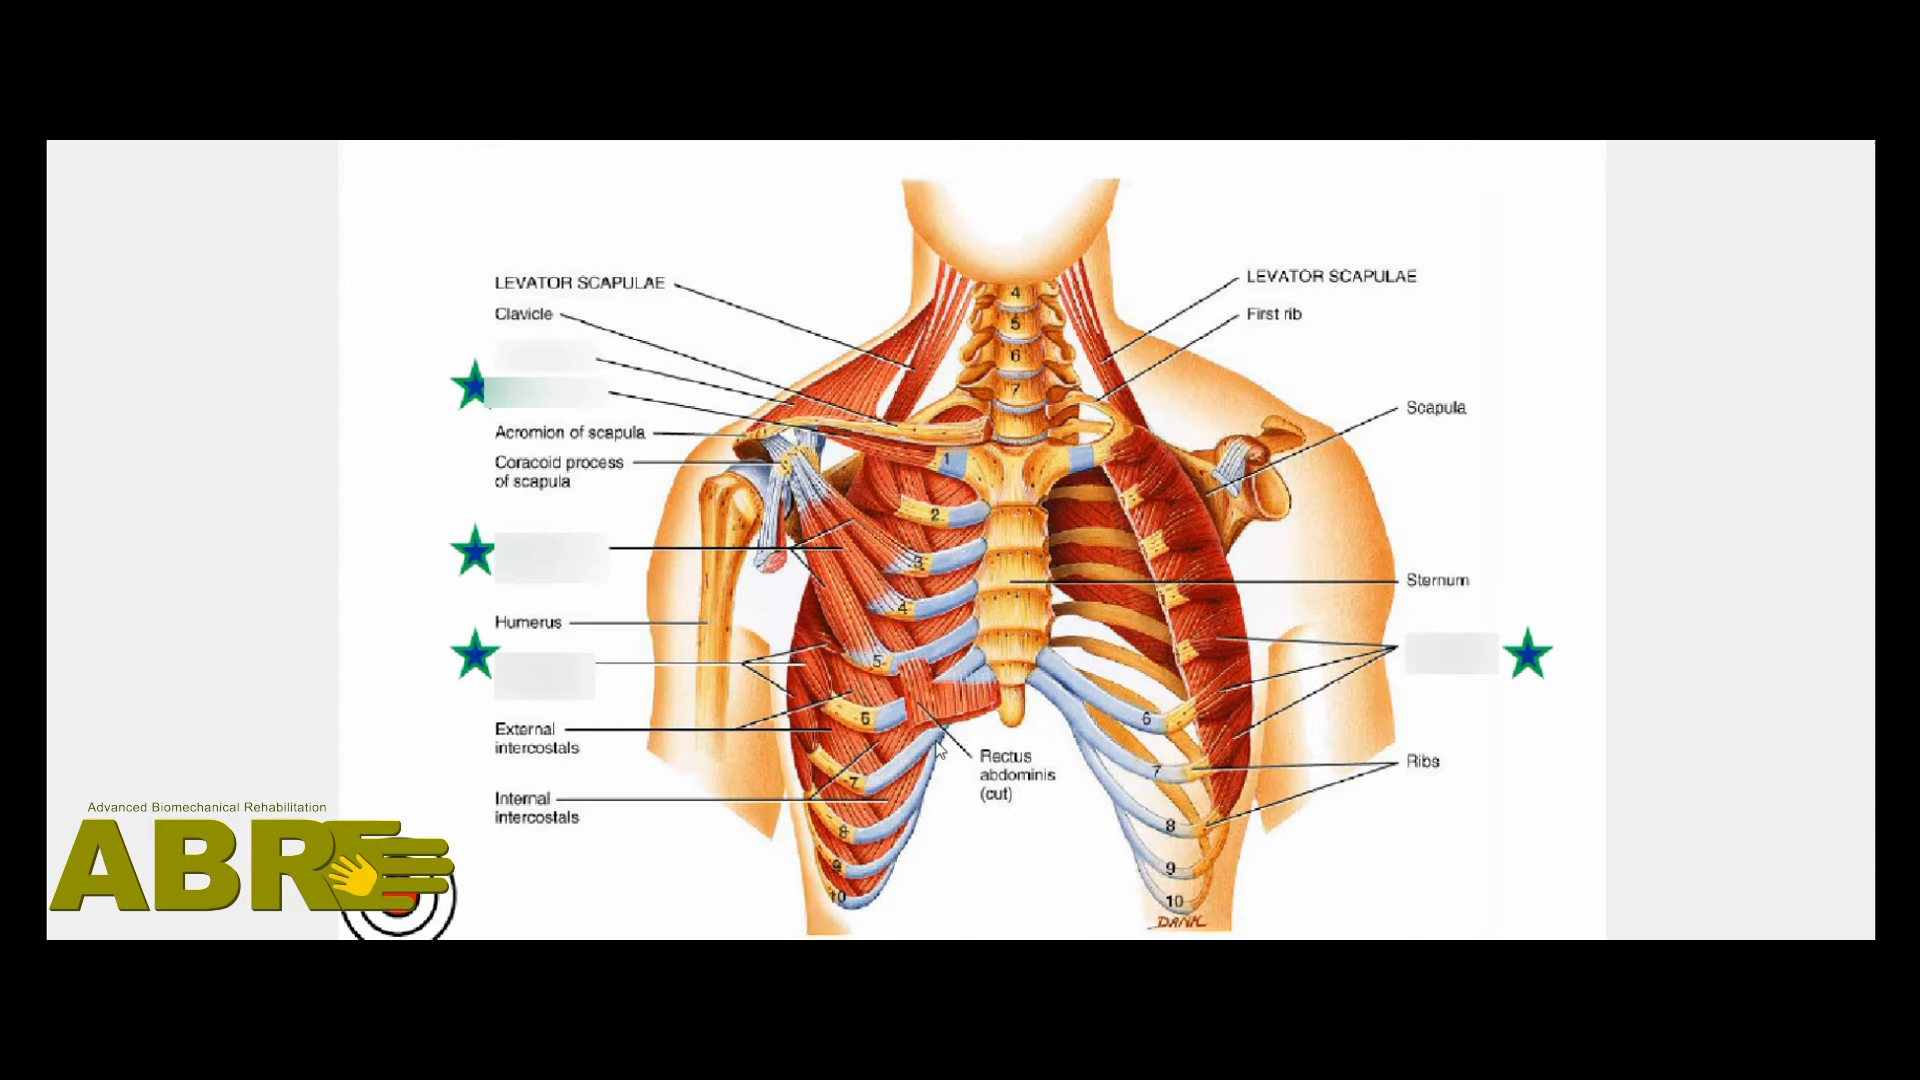 LEVATOR SCAPULAE
Clavicle
Acromion of scapula
Coracoid process
of scapula
Humerus
External
intercostals
Internal
intercostals
4
5
6
7
1
2
3
4
5
6
7
8
9
10
Rectus
abdominis
(cut)
LEVATOR SCAPULAE
First rib
Scapula
Sternum
Ribs
6
7
8
9
10
DANK
Advanced Biomechanical Rehabilitation
ABR